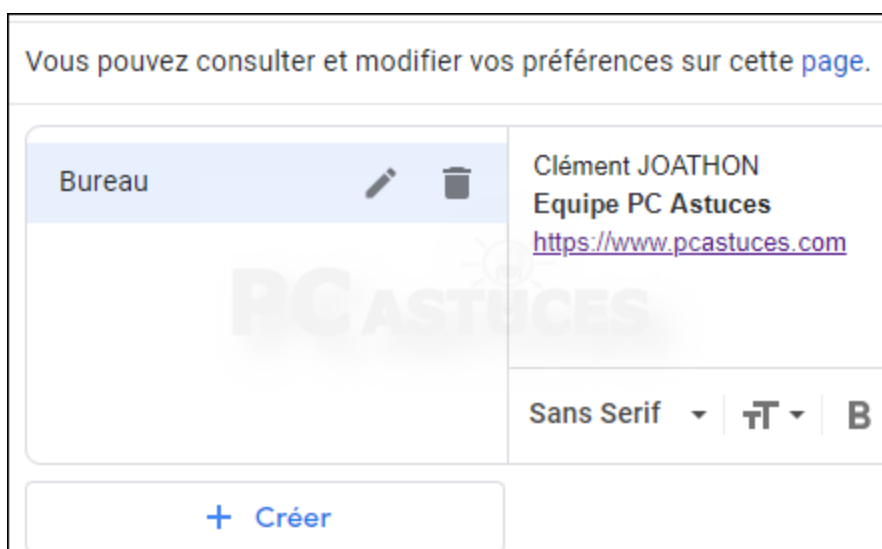 Vous pouvez consulter et modifier vos préférences sur cette page.
Bureau
Clément JOATHON
Equipe PC Astuces
https://www.pcastuces.com
PC ASTUCES
Sans Serif
B
+ Créer